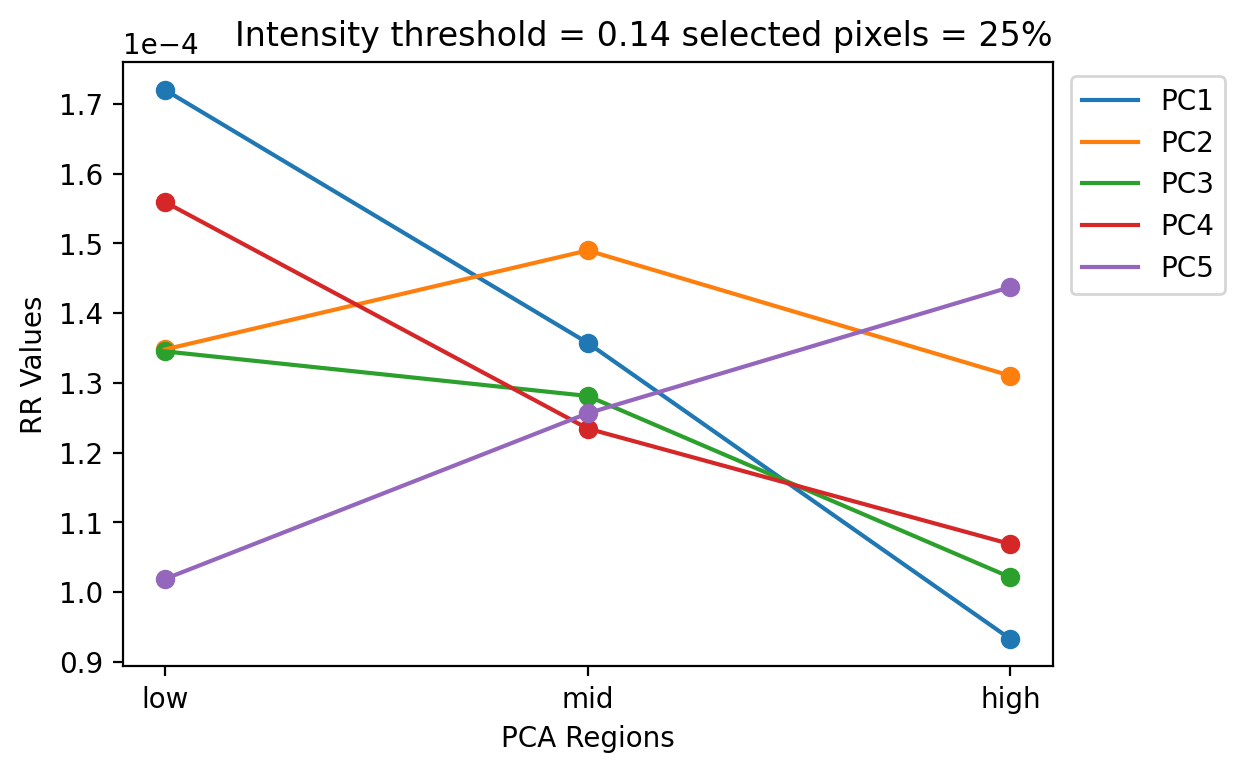 Intensity threshold = 0.14 selected pixels = 25%
1e−4
1.7
1.6
1.5
1.4
1.3
1.2
1.1
1.0
0.9
RR Values
low
mid
high
PCA Regions
PC1
PC2
PC3
PC4
PC5